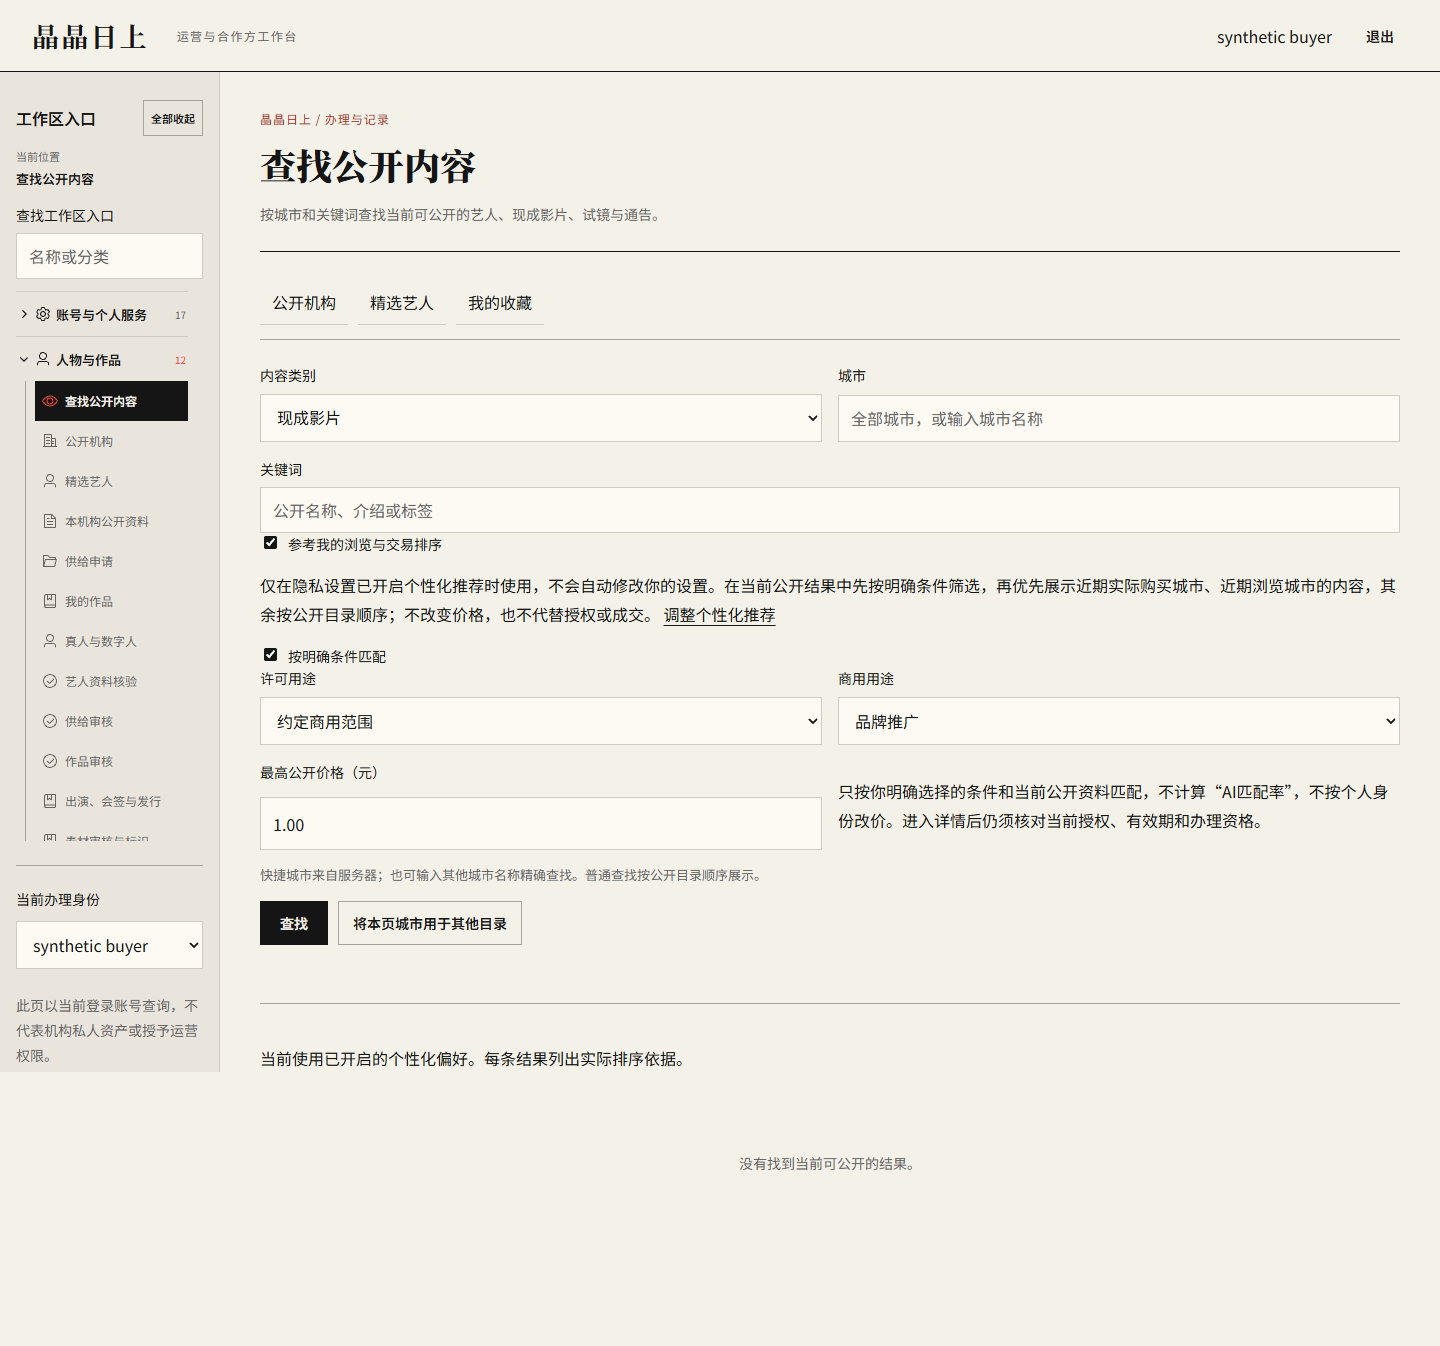 晶晶日上
运营与合作方工作台
synthetic buyer
退出
工作区入口
全部收起
当前位置
查找公开内容
查找工作区入口
名称或分类
账号与个人服务
17
人物与作品
12
查找公开内容
公开机构
精选艺人
本机构公开资料
供给申请
我的作品
真人与数字人
艺人资料核验
供给审核
作品审核
出演、会签与发行
素材审核与标识
当前办理身份
synthetic buyer
此页以当前登录账号查询，不
代表机构私人资产或授予运营
权限。
晶晶日上 / 办理与记录
查找公开内容
按城市和关键词查找当前可公开的艺人、现成影片、试镜与通告。
公开机构
精选艺人
我的收藏
内容类别
城市
现成影片
全部城市，或输入城市名称
关键词
公开名称、介绍或标签
参考我的浏览与交易排序
仅在隐私设置已开启个性化推荐时使用，不会自动修改你的设置。在当前公开结果中先按明确条件筛选，再优先展示近期实际购买城市、近期浏览城市的内容，其
余按公开目录顺序；不改变价格，也不代替授权或成交。 调整个性化推荐
按明确条件匹配
许可用途
商用用途
约定商用范围
品牌推广
最高公开价格（元）
1.00
只按你明确选择的条件和当前公开资料匹配，不计算“AI匹配率”，不按个人身
份改价。进入详情后仍须核对当前授权、有效期和办理资格。
快捷城市来自服务器；也可输入其他城市名称精确查找。普通查找按公开目录顺序展示。
查找
将本页城市用于其他目录
当前使用已开启的个性化偏好。每条结果列出实际排序依据。
没有找到当前可公开的结果。